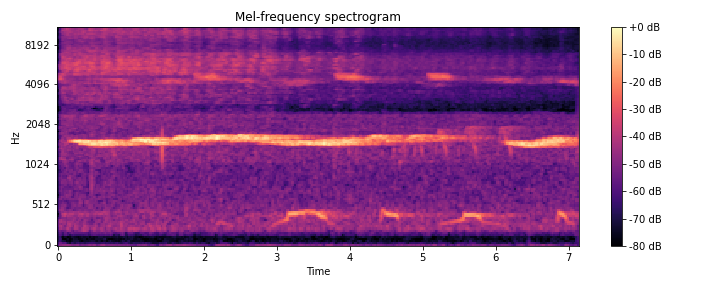 Mel-frequency spectrogram
Hz
8192
4096
2048
1024
512
0
0 1 2 3 4 5 6 7
Time
+0 dB
-10 dB
-20 dB
-30 dB
-40 dB
-50 dB
-60 dB
-70 dB
-80 dB